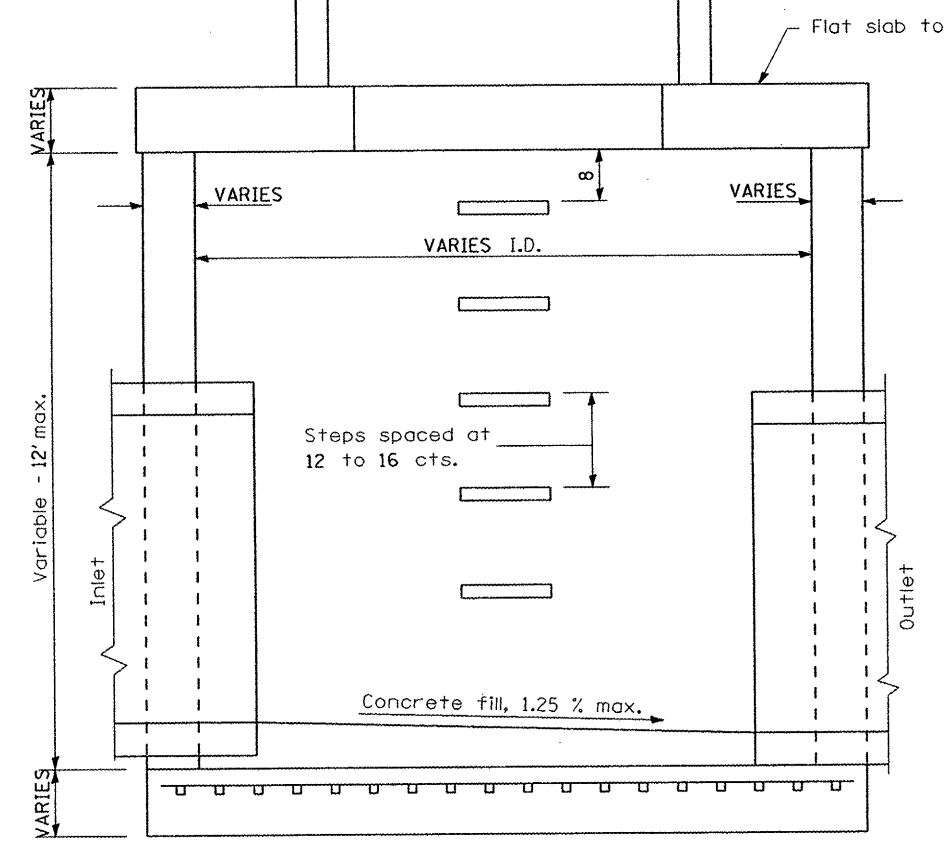 Flat slab to
VARIES
8
VARIES
VARIES
VARIES I.D.
Steps spaced at
12 to 16 cts.
Variable - 12' max.
Inlet
Outlet
Concrete fill, 1.25 % max.
VARIES